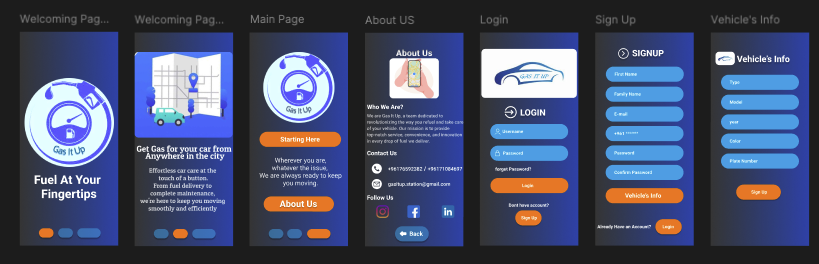 Welcoming Pag...
Welcoming Pag...
Main Page
About US
Login
Sign Up
Vehicle's Info
Gas It Up
Fuel At Your
Fingertips
Get Gas for your car from
Anywhere in the city
Effortless car care at the
touch of a button.
From fuel delivery to
complete maintenance,
we're here to keep you moving
smoothly and efficiently
Gas It Up
Starting Here
Wherever you are,
whatever the issue,
We are always ready to keep
you moving.
About Us
About Us
Who We Are?
We are Gas It Up, a team dedicated to
revolutionizing the way you refuel and take care
of your vehicle. Our mission is to provide
top-notch service, convenience, and innovation
in every drop of fuel we deliver.
Contact Us
+96176592382 / +96171084697
gasitup.station@gmail.com
Follow Us
Back
GAS IT UP
LOGIN
Username
Password
forgot Password?
Login
Dont have account?
Sign Up
SIGNUP
First Name
Family Name
E-mail
+961 ******
Password
Confirm Password
Vehicle's Info
Already Have an Account?
Login
Vehicle's Info
Type
Model
year
Color
Plate Number
Sign Up